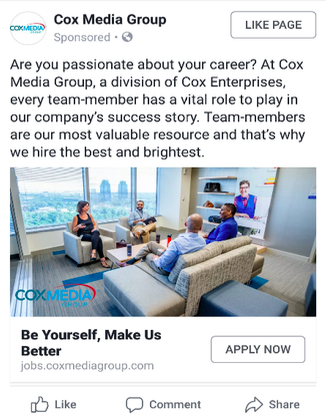 COXMEDIA
Cox Media Group
Sponsored ·
LIKE PAGE
Are you passionate about your career? At Cox
Media Group, a division of Cox Enterprises,
every team-member has a vital role to play in
our company's success story. Team-members
are our most valuable resource and that's why
we hire the best and brightest.
COXMEDIA
GROUP
Be Yourself, Make Us
Better
jobs.coxmediagroup.com
APPLY NOW
Like
Comment
Share